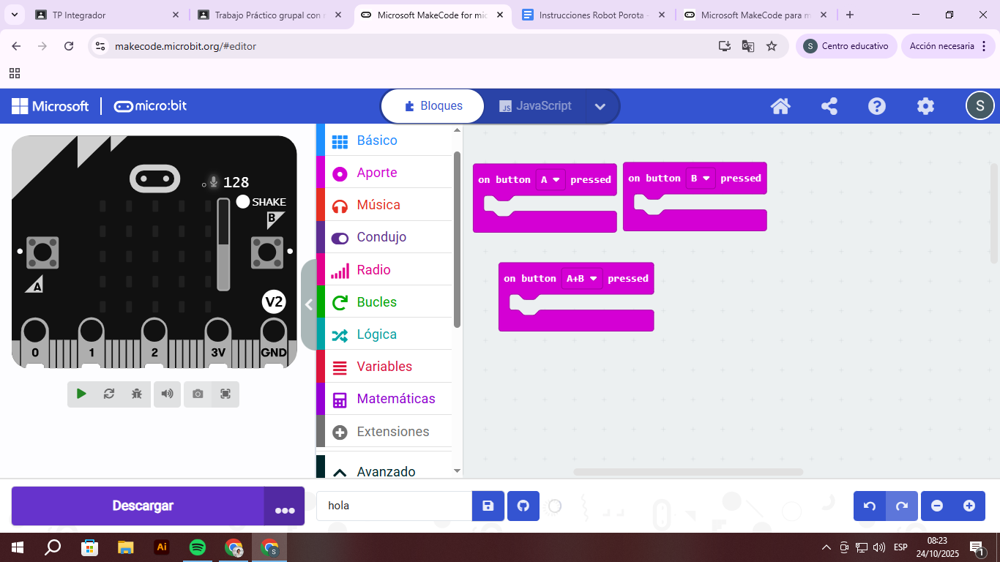 TP Integrador
Trabajo Práctico grupal con r
Microsoft MakeCode for mic
Instrucciones Robot Porota -
Microsoft MakeCode para m
makecode.microbit.org/#editor
S Centro educativo
Acción necesaria
Microsoft
micro:bit
Bloques
JS JavaScript
S
128
SHAKE
B
A
V2
0 1 2 3V GND
Básico
Aporte
Música
Condujo
Radio
Bucles
Lógica
Variables
Matemáticas
Extensiones
Avanzado
on button A pressed
on button B pressed
on button A+B pressed
Descargar
hola
Ai
S
ESP
08:23
24/10/2025
1